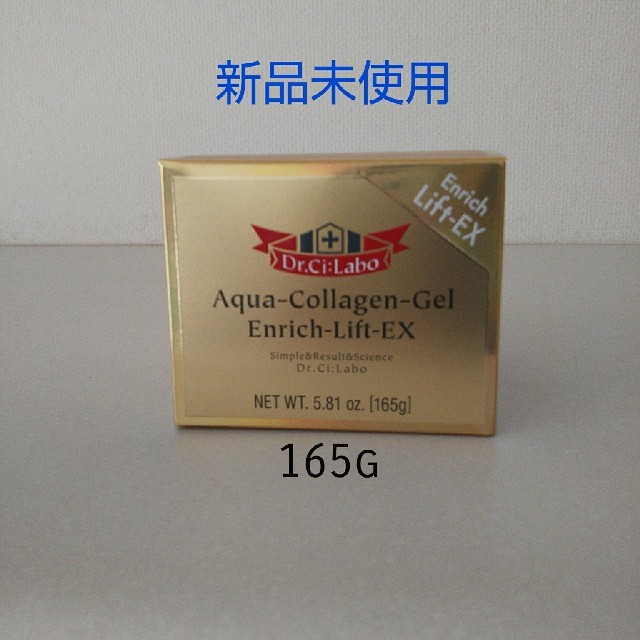 新品未使用
Enrich
Lift-EX
Dr.Ci:Labo
Aqua-Collagen-Gel
Enrich-Lift-EX
Simple&Result&Science
Dr.Ci:Labo
NET WT. 5.81 oz. [165g]
165G